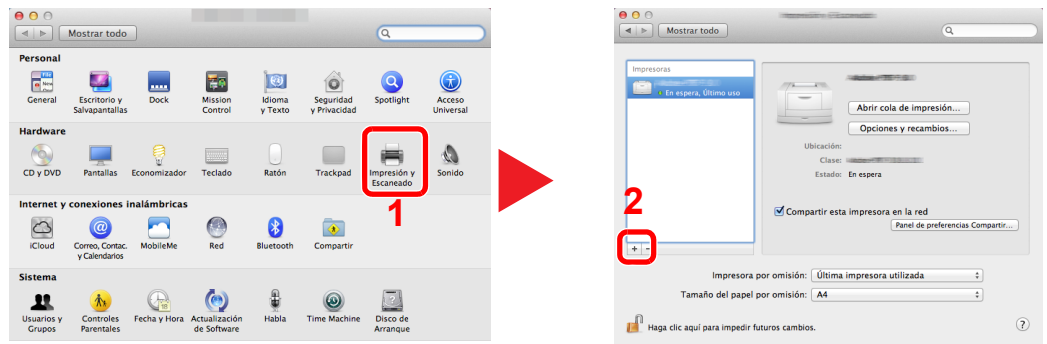 Mostrar todo
Personal
General
Escritorio y
Salvapantallas
Dock
Mission
Control
Idioma
y Texto
Seguridad
y Privacidad
Spotlight
Acceso
Universal
Hardware
CD y DVD
Pantallas
Economizador
Teclado
Ratón
Trackpad
Impresión y
Escaneado
Sonido
1
Internet y conexiones inalámbricas
iCloud
Correo, Contac.
y Calendarios
MobileMe
Red
Bluetooth
Compartir
Sistema
Usuarios y
Grupos
Controles
Parentales
Fecha y Hora
Actualización
de Software
Habla
Time Machine
Disco de
Arranque
Mostrar todo
Impresoras
En espera, Último uso
Abrir cola de impresión...
Opciones y recambios...
Ubicación:
Clase:
Estado: En espera
2
Compartir esta impresora en la red
Panel de preferencias Compartir...
+ -
Impresora por omisión: Última impresora utilizada
Tamaño del papel por omisión: A4
Haga clic aquí para impedir futuros cambios.
?